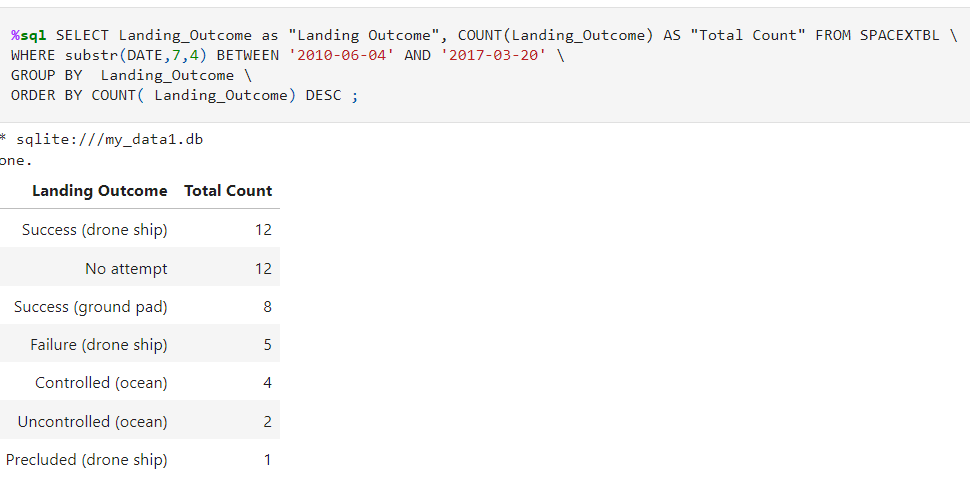 %sql SELECT Landing_Outcome as "Landing Outcome", COUNT(Landing_Outcome) AS "Total Count" FROM SPACEXTBL \
WHERE substr(DATE,7,4) BETWEEN '2010-06-04' AND '2017-03-20' \
GROUP BY  Landing_Outcome \
ORDER BY COUNT( Landing_Outcome) DESC ;
* sqlite:///my_data1.db
one.
Landing Outcome Total Count
Success (drone ship) 12
No attempt 12
Success (ground pad) 8
Failure (drone ship) 5
Controlled (ocean) 4
Uncontrolled (ocean) 2
Precluded (drone ship) 1